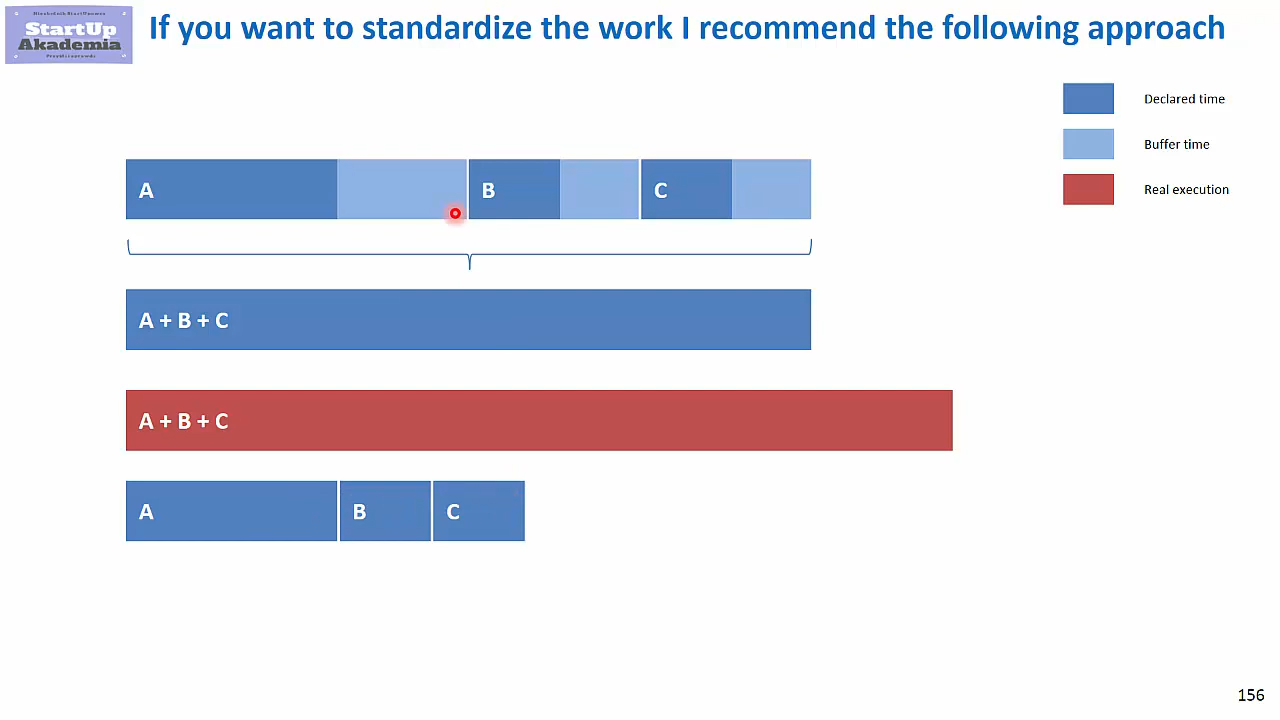 StartUp
Akademia
If you want to standardize the work I recommend the following approach
Declared time
Buffer time
Real execution
A
B
C
A + B + C
A + B + C
A
B
C
156